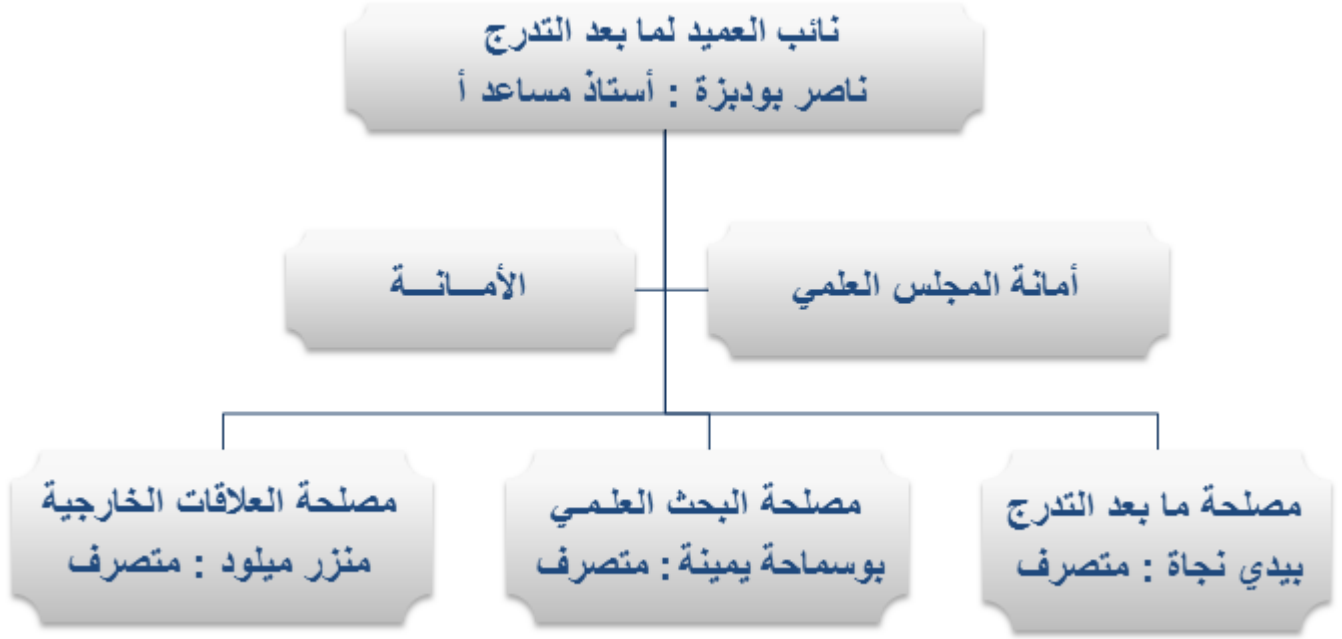 نائب العميد لما بعد التدرج
ناصر بودبزة : أستاذ مساعد أ
أمانة المجلس العلمي
الأمـــانـــة
مصلحة ما بعد التدرج
بيدي نجاة : متصرف
مصلحة البحث العلـمـي
بوسماحة يمينة : متصرف
مصلحة العلاقات الخارجية
منزر ميلود : متصرف